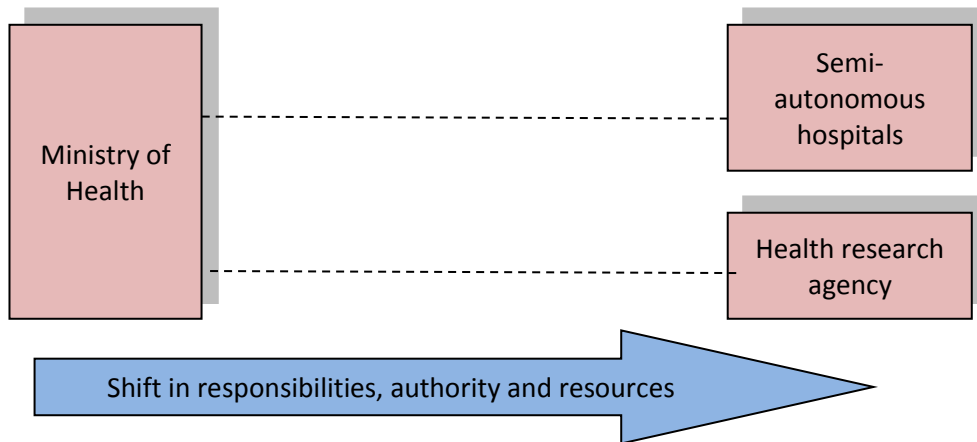 Ministry of
Health
Semi-
autonomous
hospitals
Health research
agency
Shift in responsibilities, authority and resources